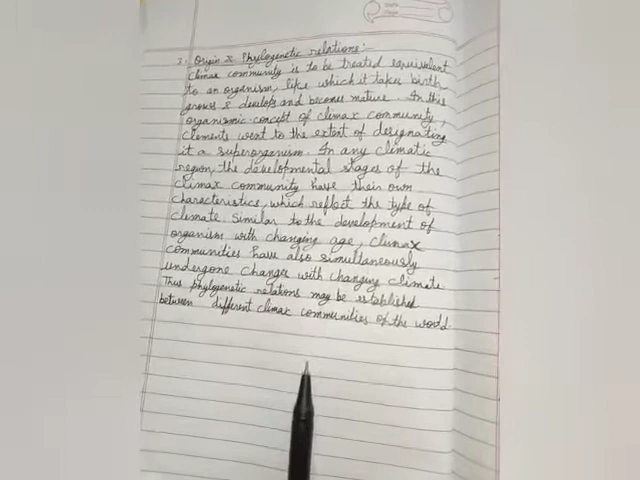 3. Origin & Phylogenetic relations:-
Climax community is to be treated equivalent
to an organism, like which it takes birth
grows & develops and becomes mature. In this
organismic concept of climax community,
Clements went to the extent of designating
it a superorganism. In any climatic
region, the developmental stages of the
climax community have their own
characteristics, which reflect the type of
climate. Similar to the development of
organism with changing age, climax
communities have also simultaneously
undergone changes with changing climate.
Thus phylogenetic relations may be established
between different climax communities of the world.